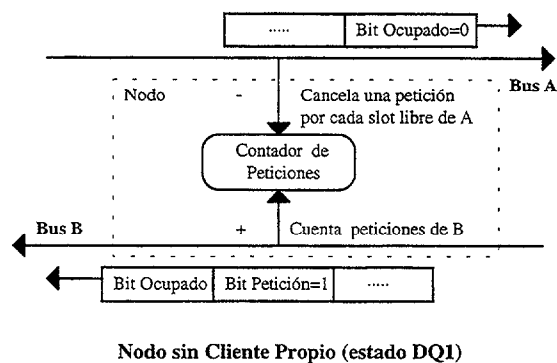 ..... Bit Ocupado=0
Bus A
Nodo - Cancela una petición
por cada slot libre de A
Contador de
Peticiones
Bus B + Cuenta peticiones de B
Bit Ocupado Bit Petición=1 .....
Nodo sin Cliente Propio (estado DQ1)